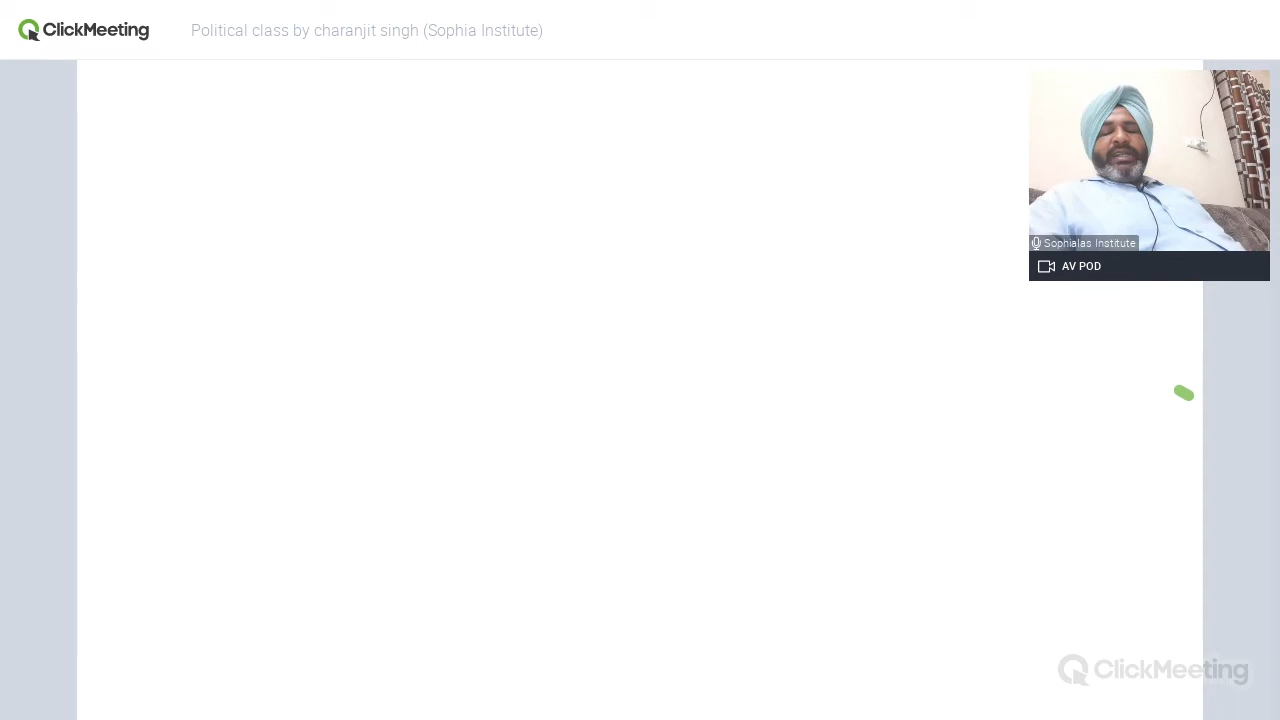 ClickMeeting
Political class by charanjit singh (Sophia Institute)
Sophialas Institute
AV POD
ClickMeeting